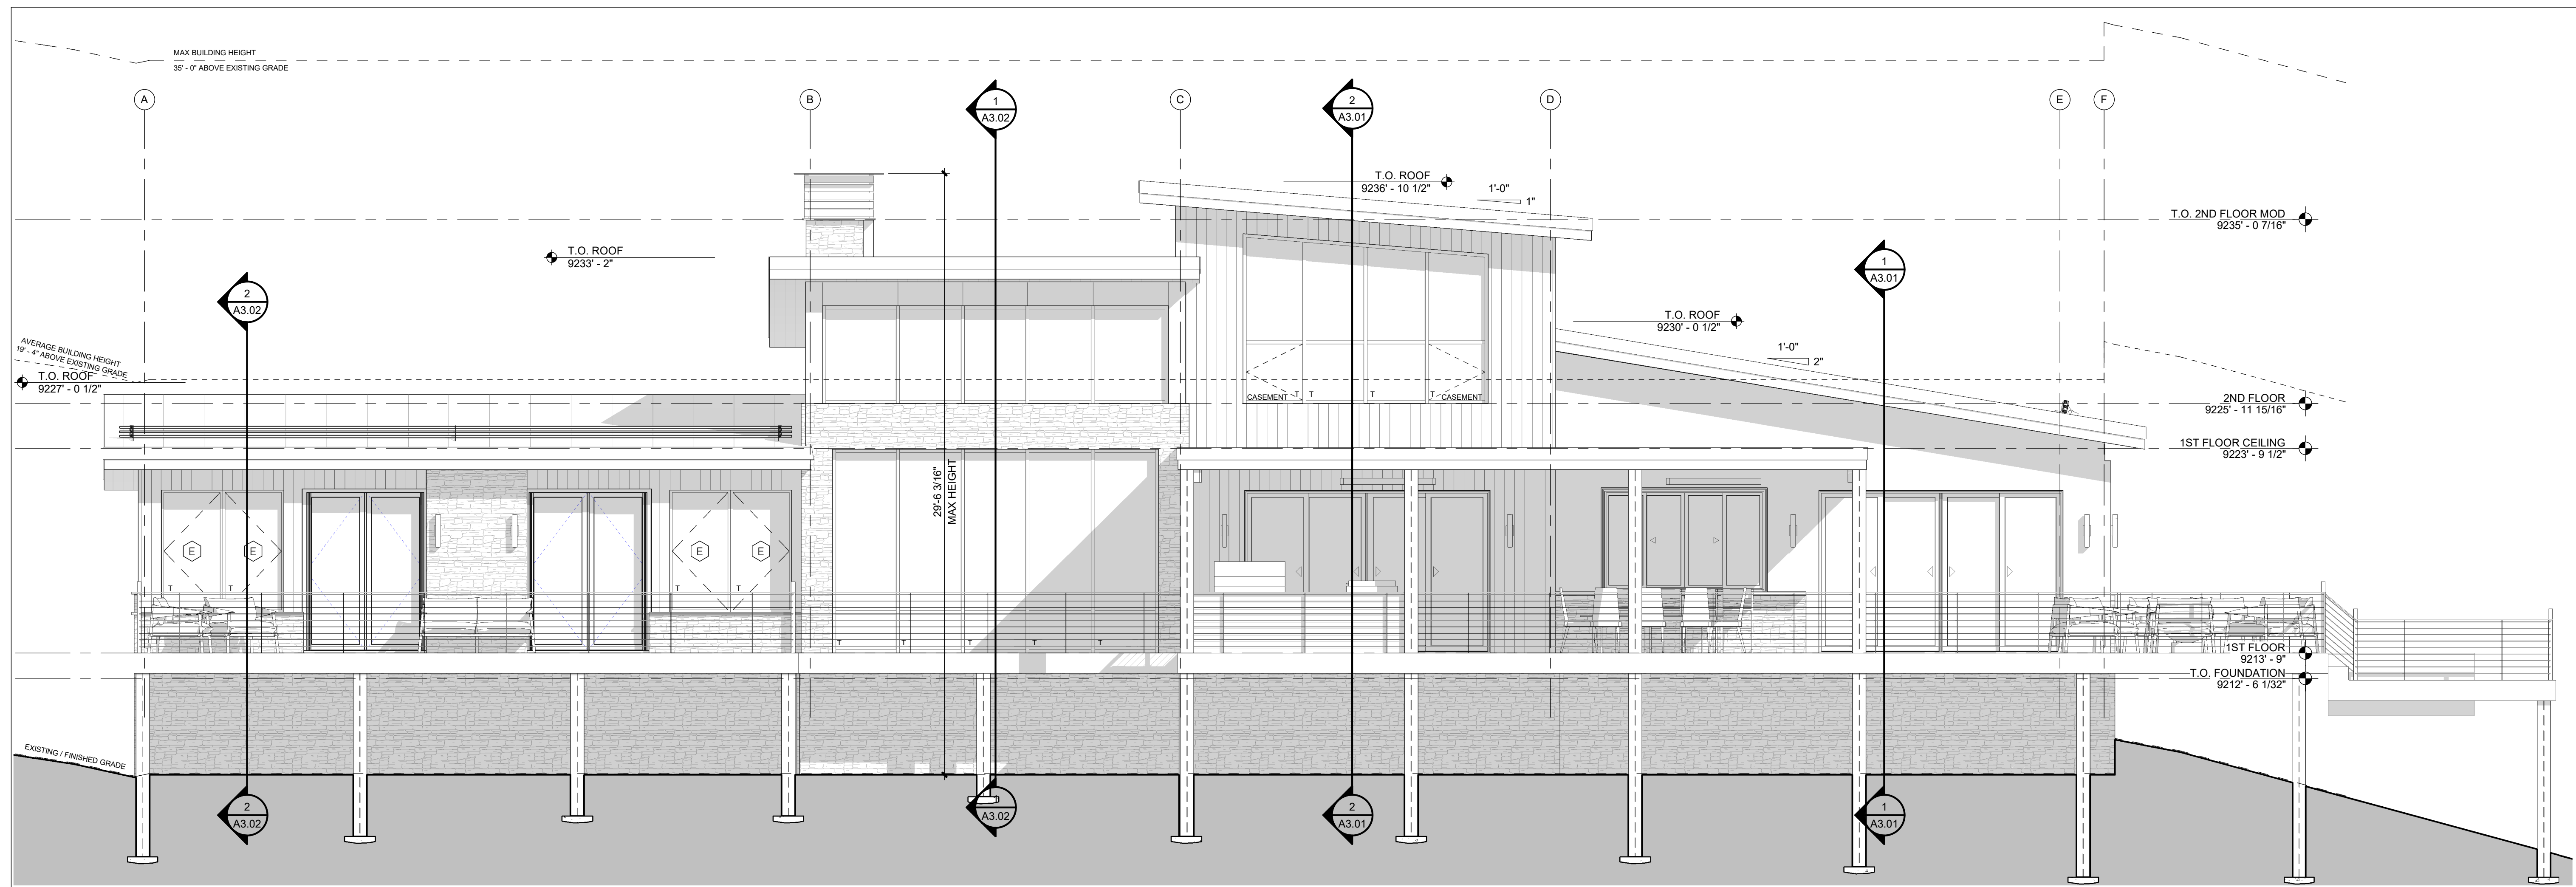 MAX BUILDING HEIGHT
35' - 0" ABOVE EXISTING GRADE
A
B
C
D
E
F
1
A3.02
2
A3.01
T.O. ROOF
9236' - 10 1/2"
1'-0"
1"
T.O. 2ND FLOOR MOD
9235' - 0 7/16"
T.O. ROOF
9233' - 2"
1
A3.01
2
A3.02
T.O. ROOF
9230' - 0 1/2"
1'-0"
2"
AVERAGE BUILDING HEIGHT
19' - 4" ABOVE EXISTING GRADE
T.O. ROOF
9227' - 0 1/2"
CASEMENT
T
T
T
T
CASEMENT
2ND FLOOR
9225' - 11 15/16"
1ST FLOOR CEILING
9223' - 9 1/2"
29'-6 3/16"
MAX HEIGHT
E
E
E
E
T
T
T
T
T
T
T
T
T
1ST FLOOR
9213' - 9"
T.O. FOUNDATION
9212' - 6 1/32"
EXISTING / FINISHED GRADE
2
A3.02
1
A3.02
2
A3.01
1
A3.01